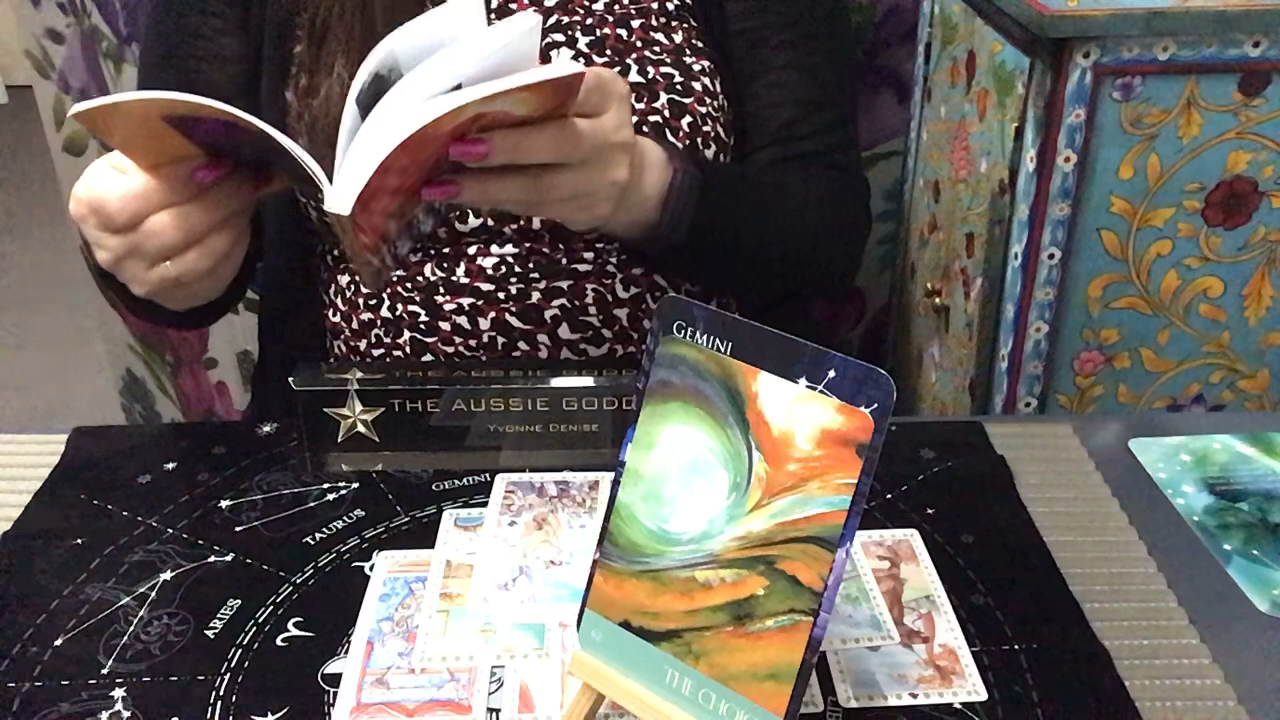 GEMINI
THE AUSSIE GODD
YVONNE DENISE
GEMINI
TAURUS
ARIES
THE CHOIC